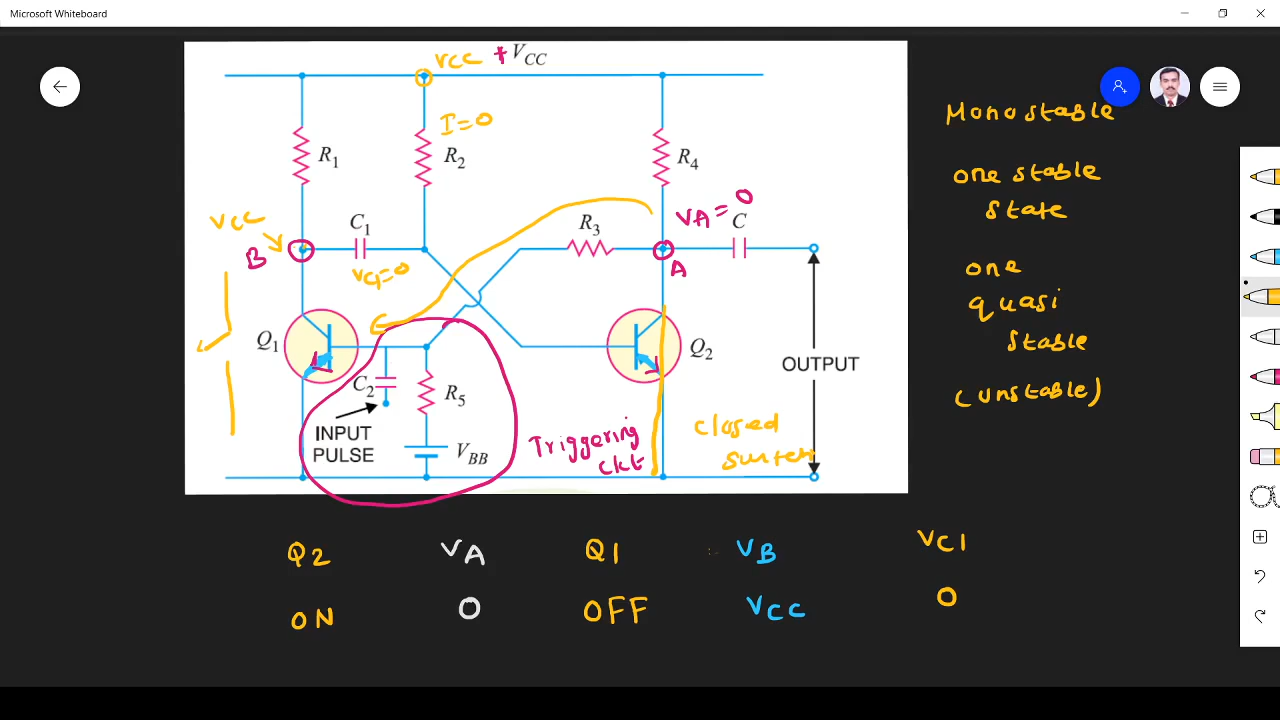 Microsoft Whiteboard
VCC + VCC
I=0
R1
R2
R4
Monostable
one stable
state
one
quasi
stable
(unstable)
VCC
B
C1
VC1=0
R3
VA=0
C
A
Q1
Q2
C2
R5
INPUT
PULSE
VBB
Triggering
ckt
closed
OUTPUT
Q2 VA Q1 VB VC1
ON 0 OFF VCC 0